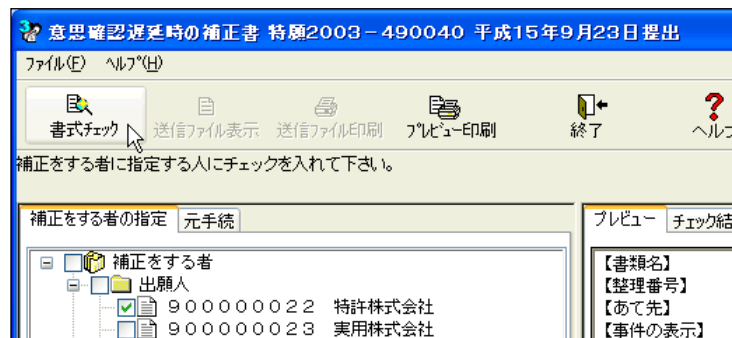 意思確認遅延時の補正書 特願2003-490040 平成15年9月23日提出
ﾌｧｲﾙ(F) ﾍﾙﾌﾟ(H)
書式ﾁｪｯｸ 送信ﾌｧｲﾙ表示 送信ﾌｧｲﾙ印刷 ﾌﾟﾚﾋﾞｭｰ印刷 終了 ヘルプ
補正をする者に指定する人にチェックを入れて下さい。
補正をする者の指定 元手続 プレビュー チェック結
補正をする者
出願人
９０００００００２２ 特許株式会社
９０００００００２３ 実用株式会社
【書類名】
【整理番号】
【あて先】
【事件の表示】